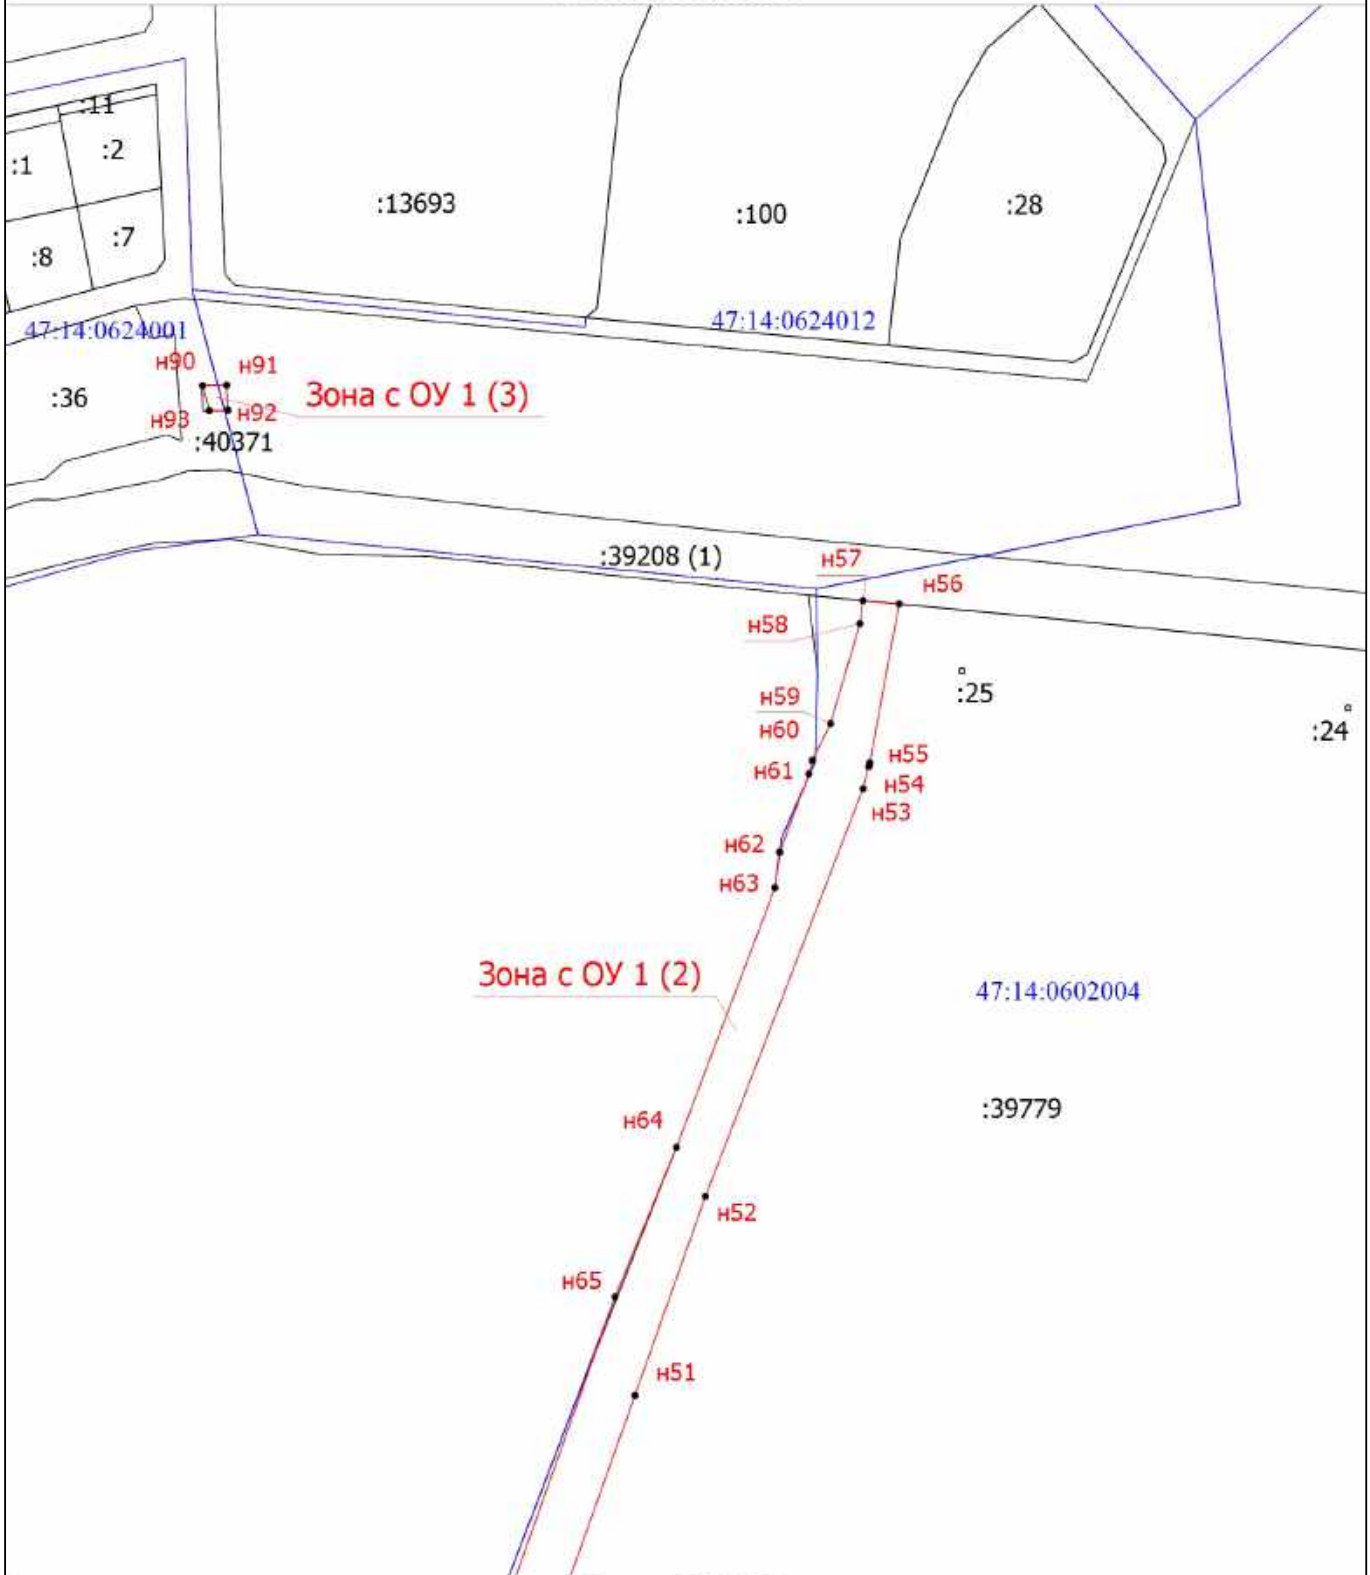 :11
:2
:1
:7
:8
:13693
:100
:28
47:14:0624001
47:14:0624012
н90
н91
:36
Зона с ОУ 1 (3)
н93
н92
:40371
:39208 (1)
н57
н56
н58
:25
н59
н60
:24
н61
н55
н54
н53
н62
н63
Зона с ОУ 1 (2)
47:14:0602004
:39779
н64
н52
н65
н51